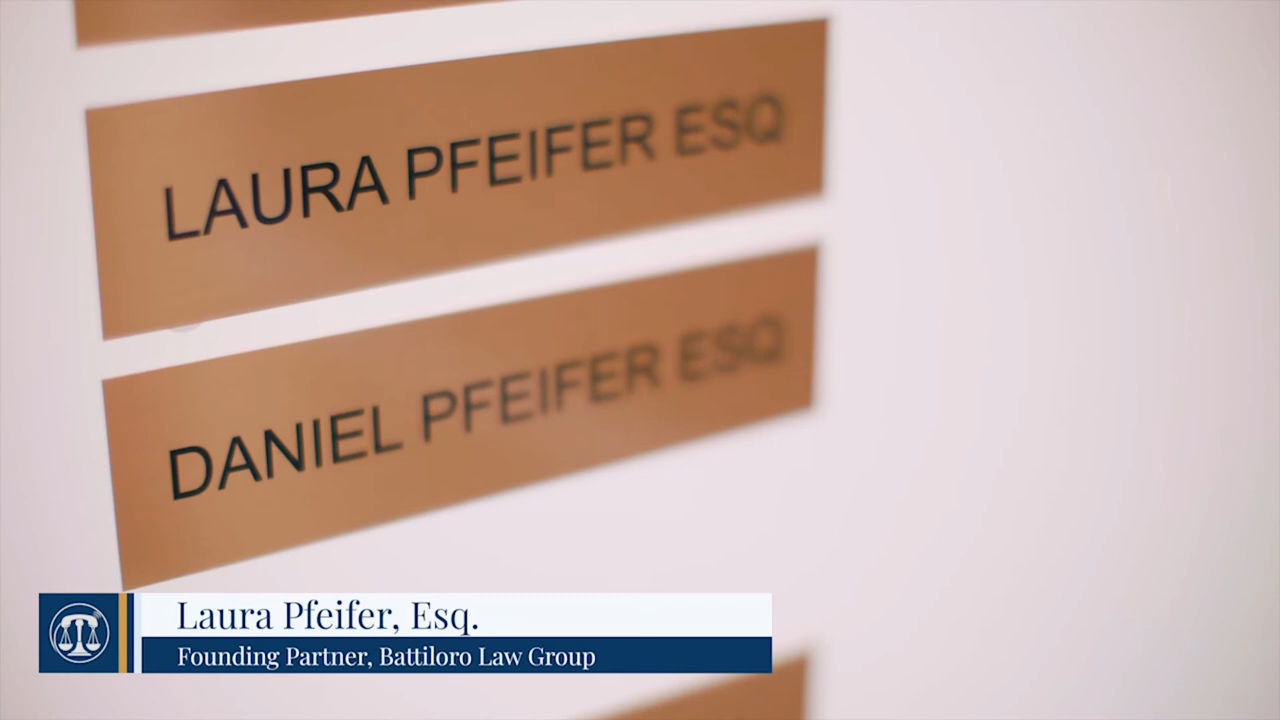 LAURA PFEIFER ESQ
DANIEL PFEIFER ESQ
Laura Pfeifer, Esq.
Founding Partner, Battiloro Law Group